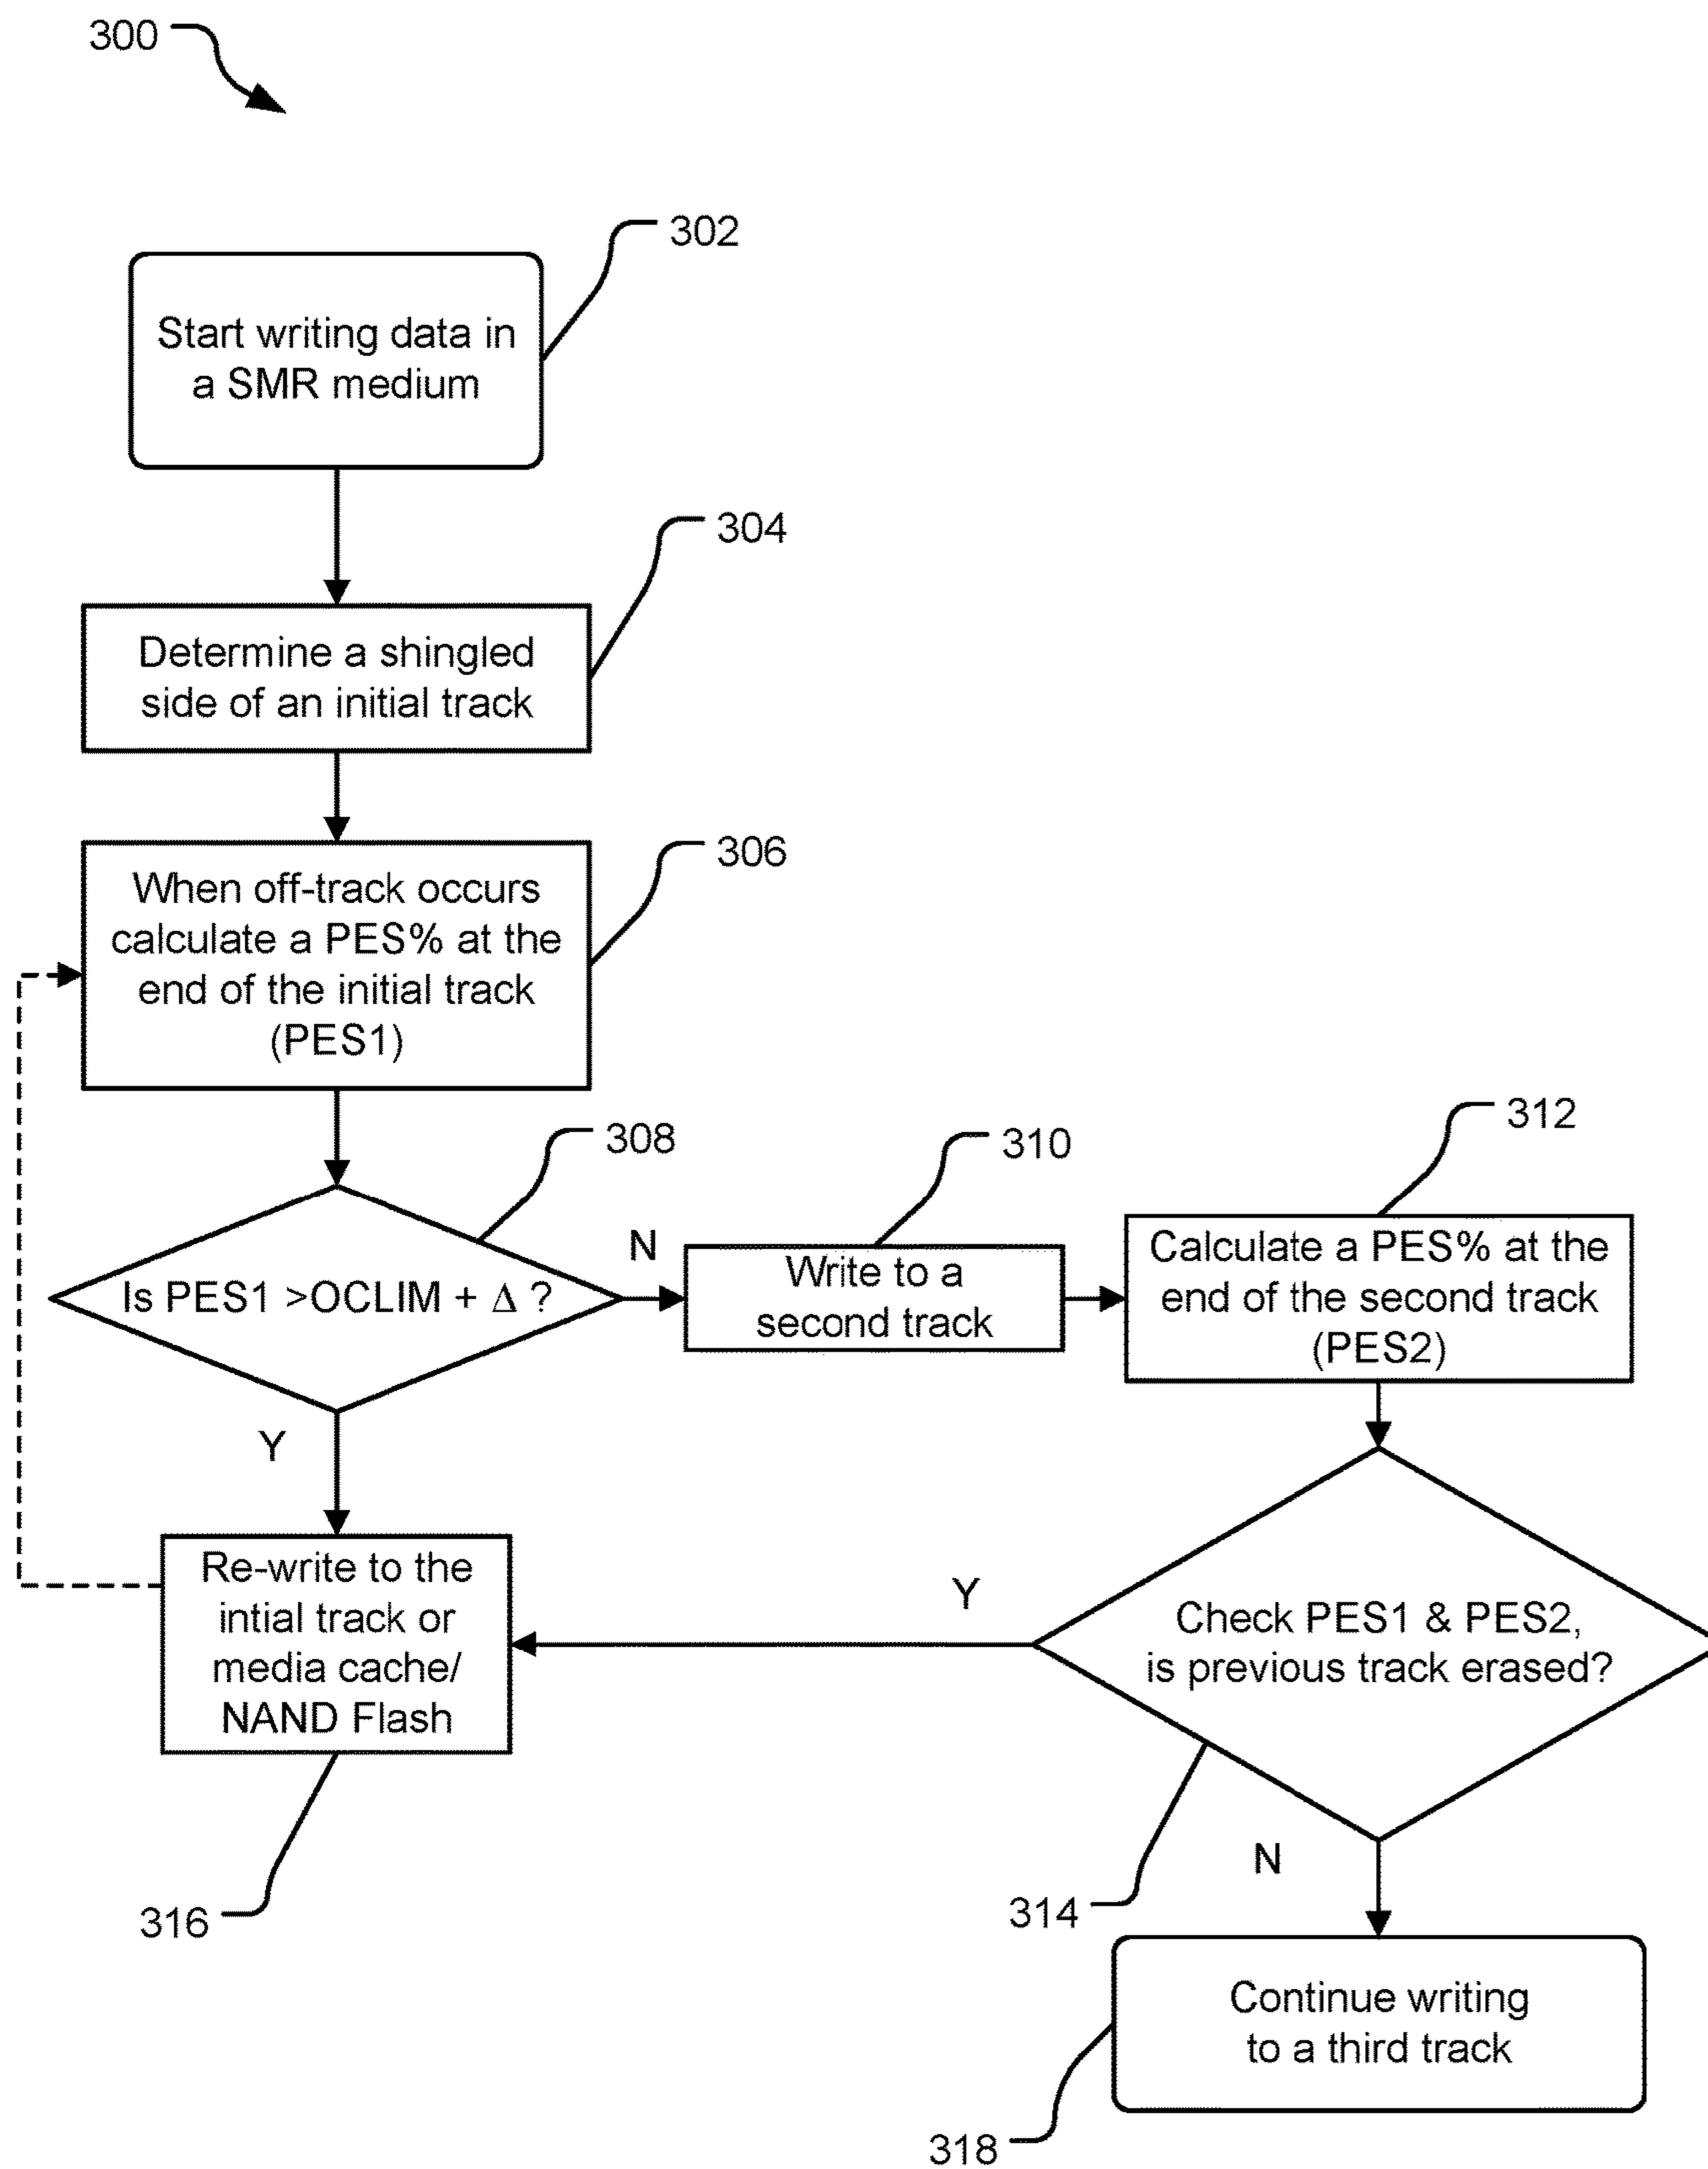 300
302
Start writing data in
a SMR medium
304
Determine a shingled
side of an initial track
306
When off-track occurs
calculate a PES% at the
end of the initial track
(PES1)
308
Is PES1 >OCLIM + Δ ?
N
310
Write to a
second track
312
Calculate a PES% at the
end of the second track
(PES2)
Y
Re-write to the
intial track or
media cache/
NAND Flash
316
Y
Check PES1 & PES2,
is previous track erased?
314
N
Continue writing
to a third track
318